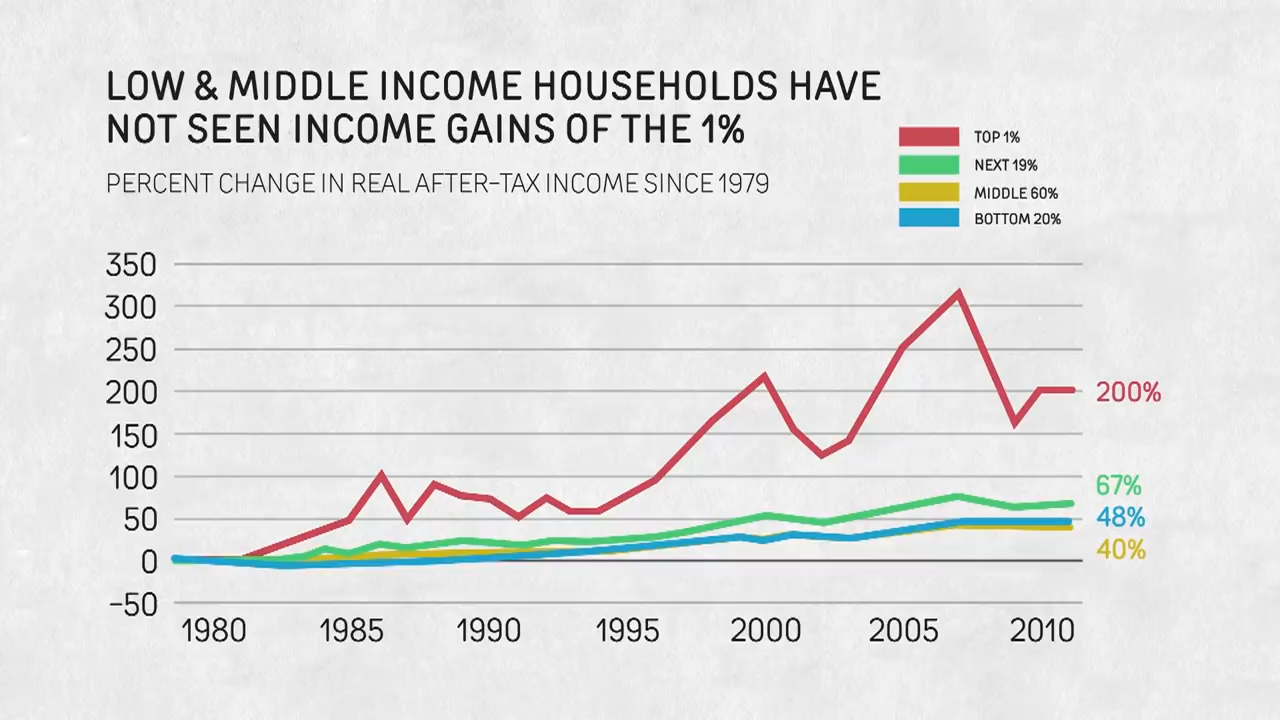 LOW & MIDDLE INCOME HOUSEHOLDS HAVE
NOT SEEN INCOME GAINS OF THE 1%
PERCENT CHANGE IN REAL AFTER-TAX INCOME SINCE 1979
TOP 1%
NEXT 19%
MIDDLE 60%
BOTTOM 20%
350
300
250
200
150
100
50
0
-50
200%
67%
48%
40%
1980 1985 1990 1995 2000 2005 2010